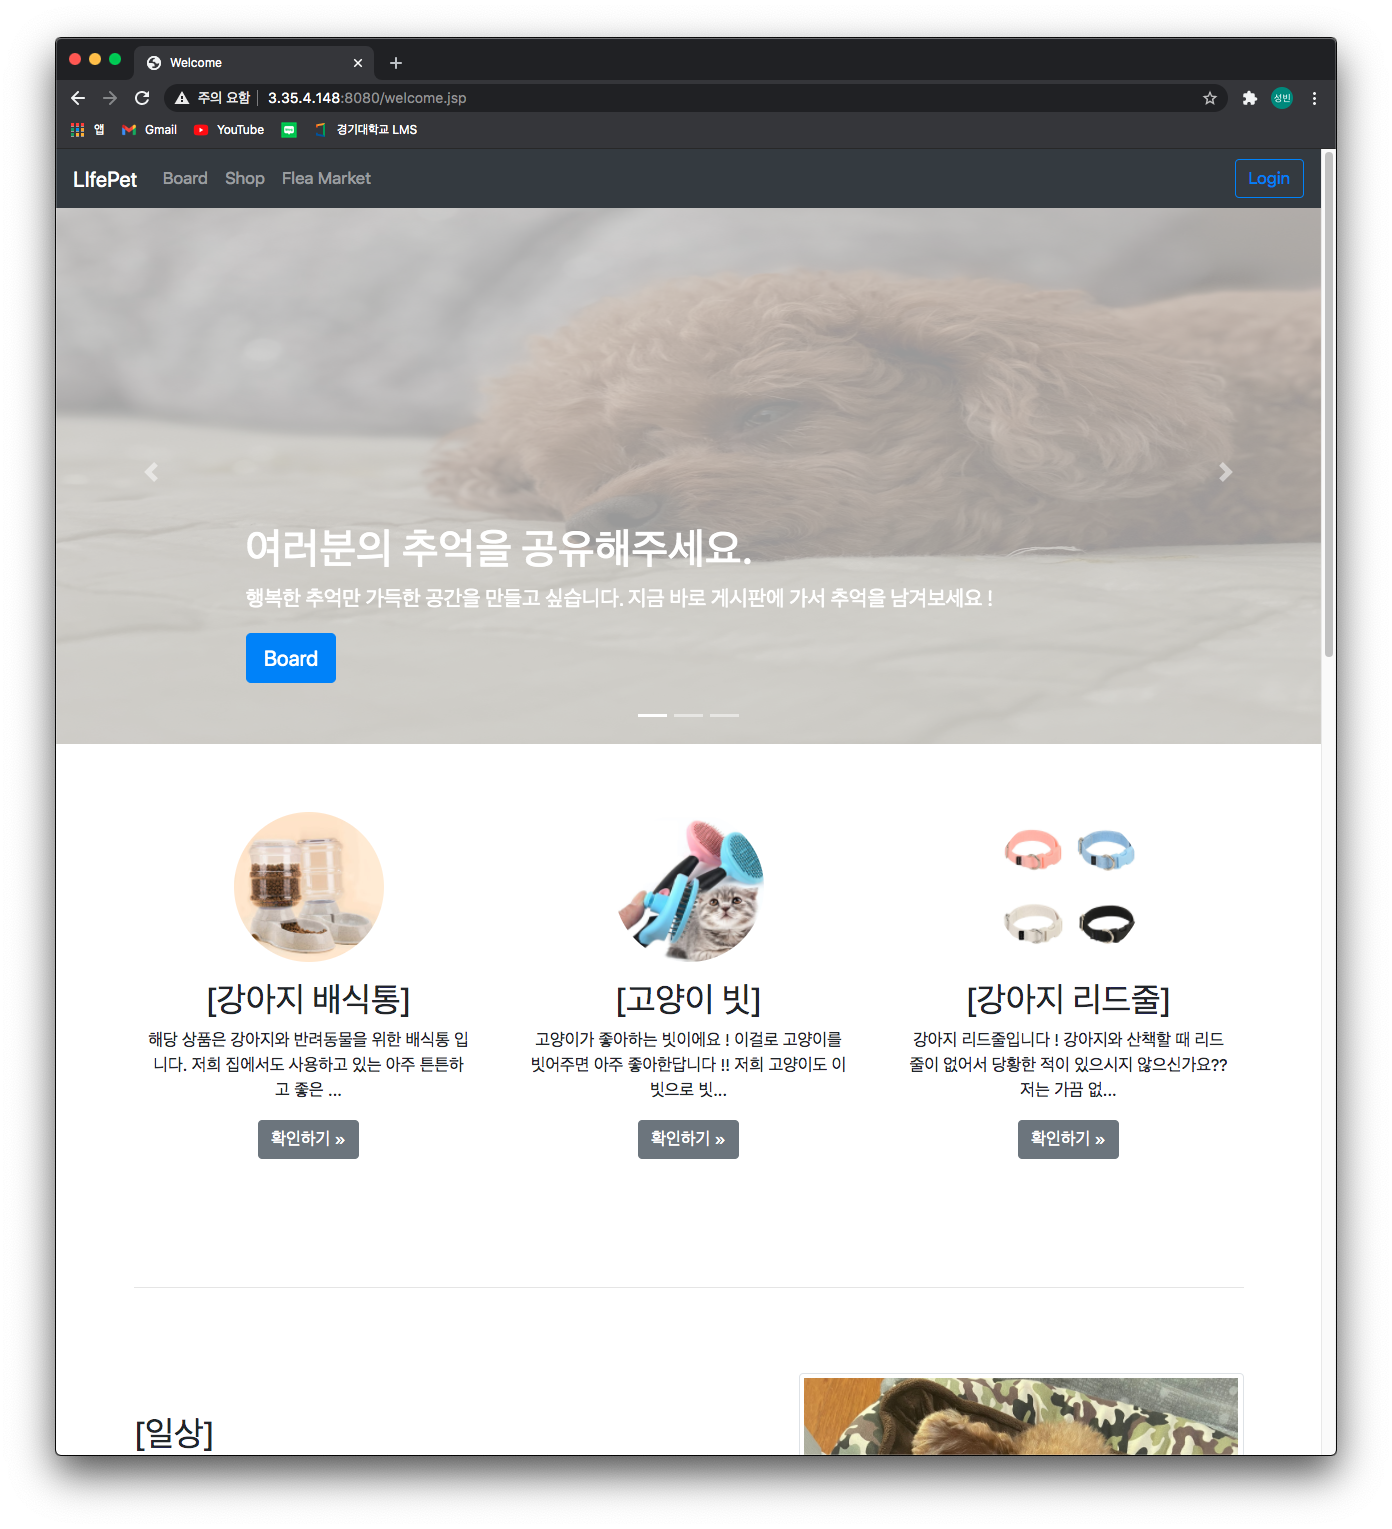 Welcome
주의 요함 3.35.4.148:8080/welcome.jsp
성빈
앱 Gmail YouTube 경기대학교 LMS
LIfePet Board Shop Flea Market Login
여러분의 추억을 공유해주세요.
행복한 추억만 가득한 공간을 만들고 싶습니다. 지금 바로 게시판에 가서 추억을 남겨보세요 !
Board
[강아지 배식통]
해당 상품은 강아지와 반려동물을 위한 배식통 입
니다. 저희 집에서도 사용하고 있는 아주 튼튼하
고 좋은 ...
확인하기 »
[고양이 빗]
고양이가 좋아하는 빗이에요 ! 이걸로 고양이를
빗어주면 아주 좋아한답니다 !! 저희 고양이도 이
빗으로 빗...
확인하기 »
[강아지 리드줄]
강아지 리드줄입니다 ! 강아지와 산책할 때 리드
줄이 없어서 당황한 적이 있으시지 않으신가요??
저는 가끔 없...
확인하기 »
[일상]